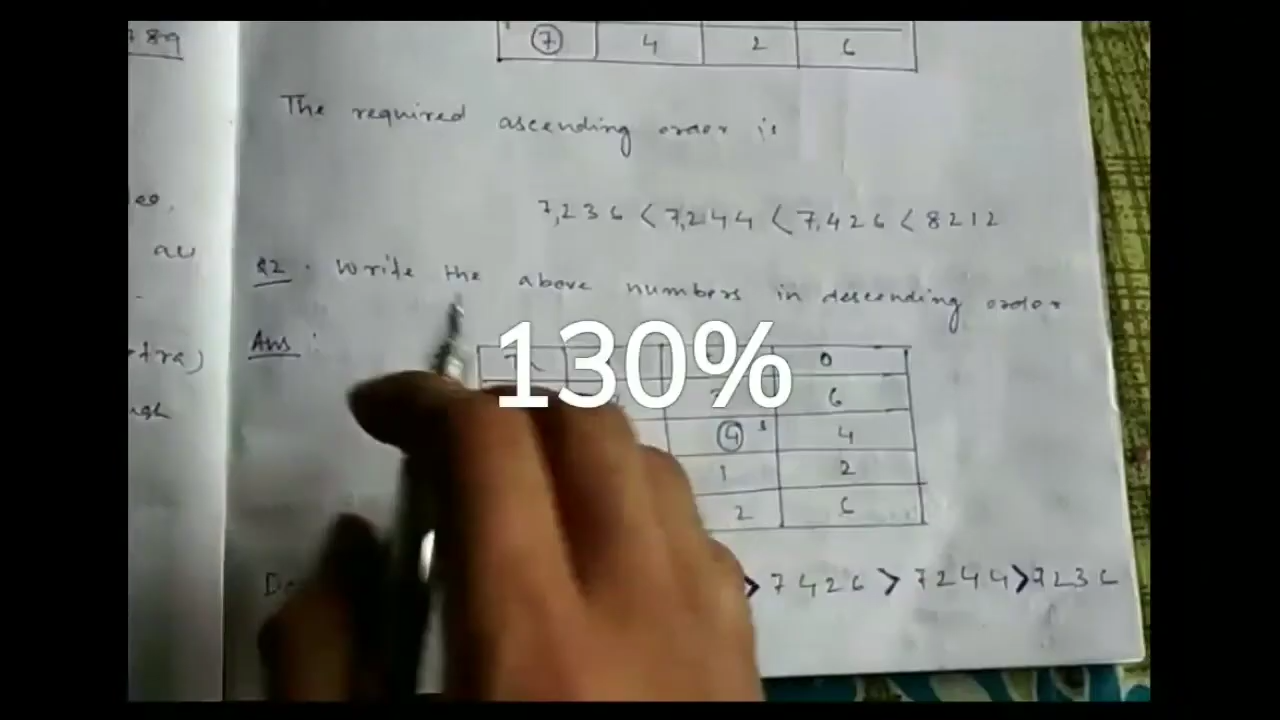 789
7 4 2 6
The required ascending order is
7,236 < 7,244 < 7,426 < 8212
Q2. Write the above numbers in descending order
Ans:
130%
O
6
4 3 4
1 2
2 6
> 7426 > 7244 > 7236